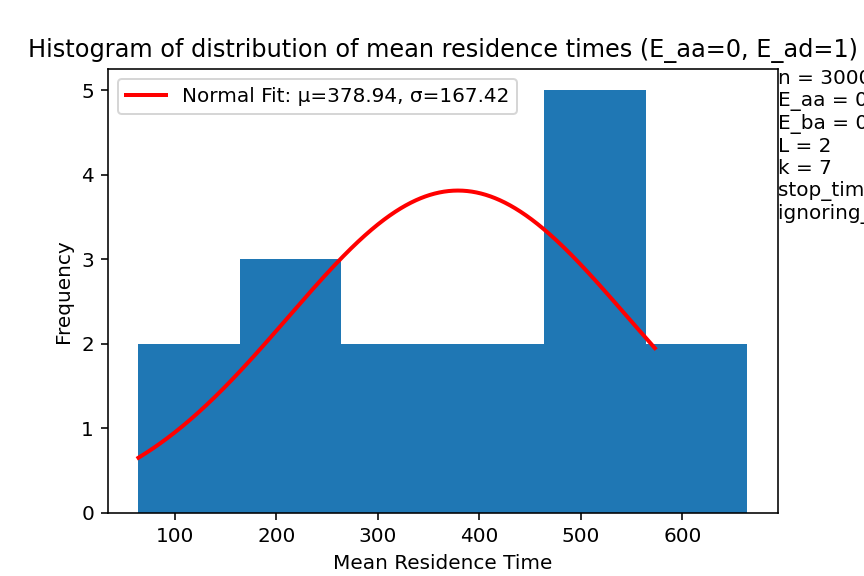 Histogram of distribution of mean residence times (E_aa=0, E_ad=1)
Normal Fit: μ=378.94, σ=167.42
n = 3000
E_aa = 0
E_ba = 0
L = 2
k = 7
stop_tim
ignoring_
5
4
3
2
1
0
Frequency
100 200 300 400 500 600
Mean Residence Time